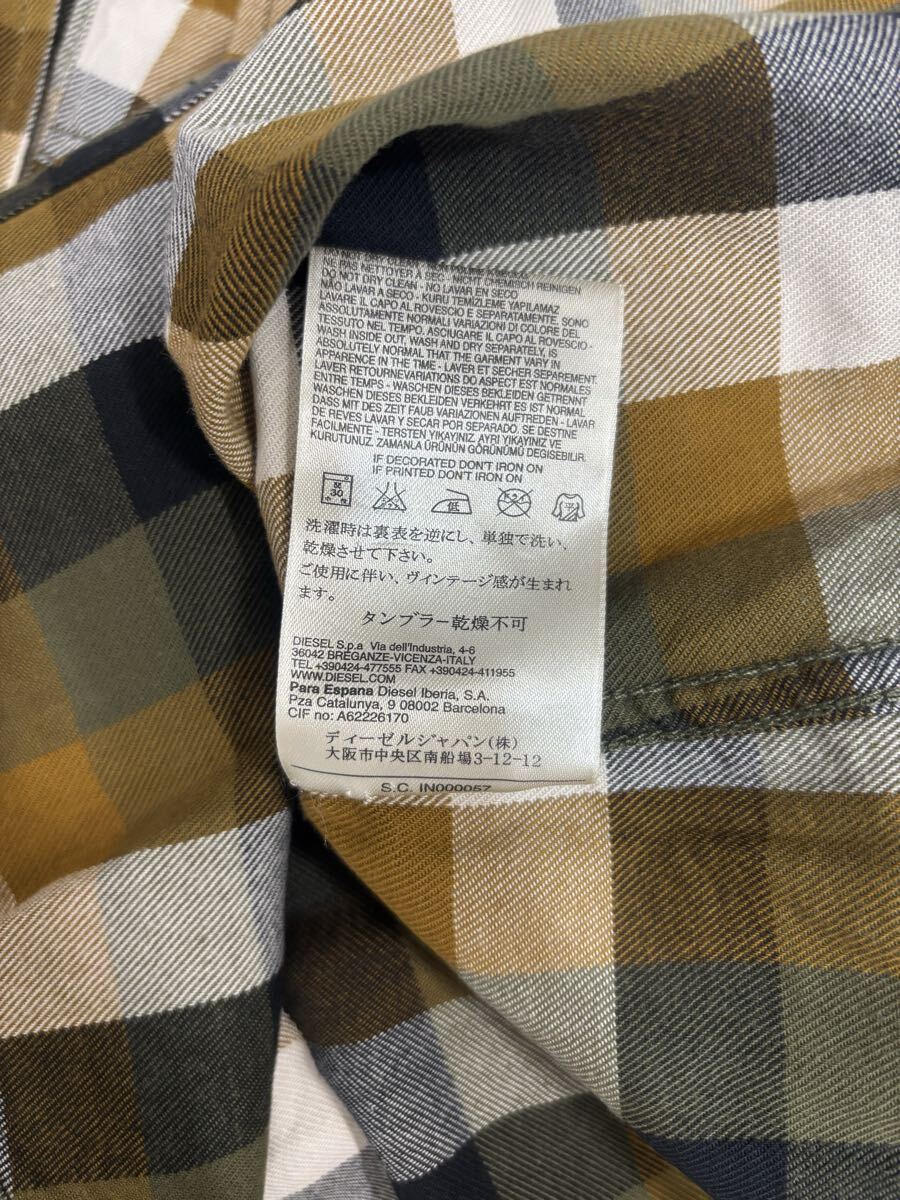 NE PAS NETTOYER A SEC - NICHT CHEMISCH REINIGEN
DO NOT DRY CLEAN - NO LAVAR EN SECO
NÃO LAVAR A SECO - KURU TEMIZLEME YAPILAMAZ
LAVARE IL CAPO AL ROVESCIO E SEPARATAMENTE. SONO
ASSOLUTAMENTE NORMALI VARIAZIONI DI COLORE DEL
TESSUTO NEL TEMPO. ASCIUGARE IL CAPO AL ROVESCIO -
WASH INSIDE OUT. WASH AND DRY SEPARATELY, IS
ABSOLUTELY NORMAL THAT THE GARMENT VARY IN
APPARENCE IN THE TIME - LAVER ET SECHER SEPAREMENT.
LAVER RETOURNEVARIATIONS DO ASPECT EST NORMALES
ENTRE TEMPS - WASCHEN DIESES BEKLEIDEN GETRENNT
WASCHEN DIESES BEKLEIDEN VERKEHRT ES IST NORMAL
DASS MIT DES ZEIT FAUB VARIAZIONEN AUFTREDEN - LAVAR
DE REVES LAVAR Y SECAR POR SEPARADO. SE DESTINE
FACILMENTE - TERSTEN YIKAYINIZ. AYRI YIKAYINIZ VE
KURUTUNUZ. ZAMANLA ÜRÜNÜN GÖRÜNÜMÜ DEGISEBILIR.
IF DECORATED DON'T IRON ON
IF PRINTED DON'T IRON ON
30 低
洗濯時は裏表を逆にし、単独で洗い、
乾燥させて下さい。
ご使用に伴い、ヴィンテージ感が生まれ
ます。
タンブラー乾燥不可
DIESEL S.p.a Via dell'Industria, 4-6
36042 BREGANZE-VICENZA-ITALY
TEL +390424-477555 FAX +390424-411955
WWW.DIESEL.COM
Para Espana Diesel Iberia, S.A.
Pza Catalunya, 9 08002 Barcelona
CIF no: A62226170
ディーゼルジャパン(株)
大阪市中央区南船場3-12-12
S.C. IN000057